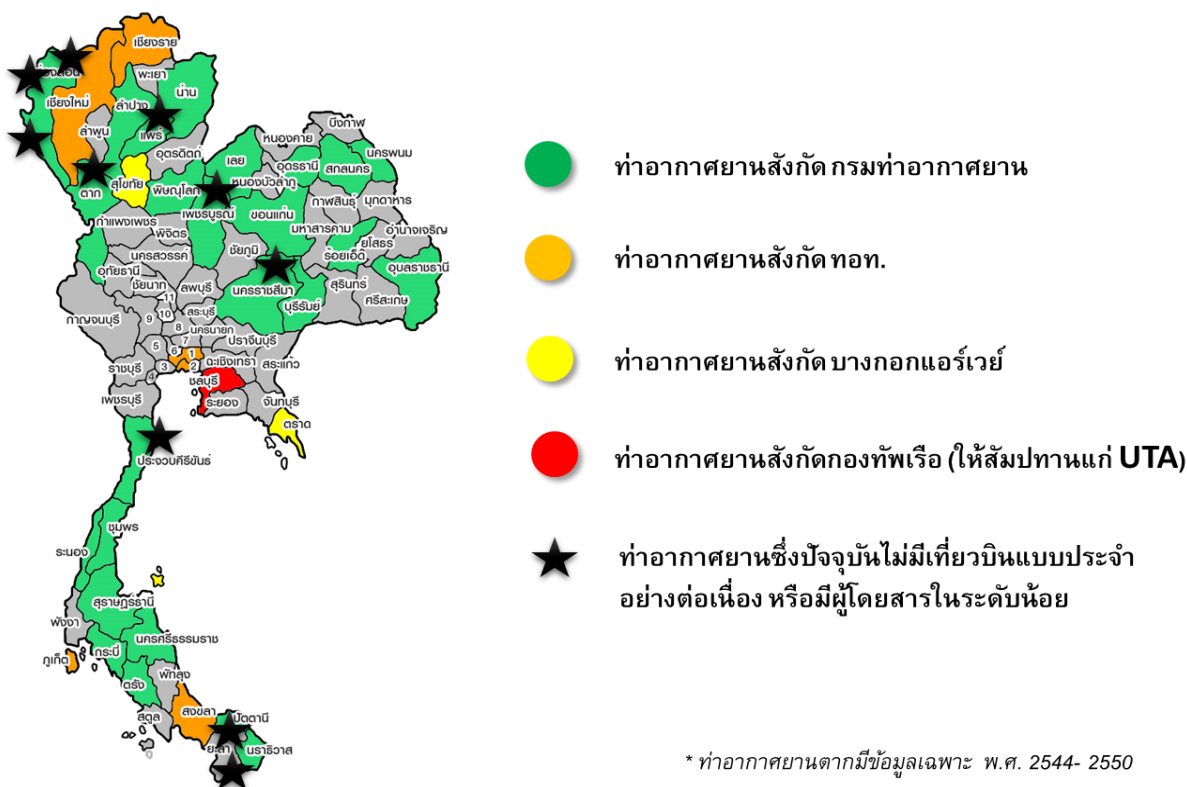 เชียงราย
พะเยา
น่าน
เชียงใหม่
ลำปาง
ลำพูน
แพร่
อุตรดิตถ์
ตาก
สุโขทัย
พิษณุโลก
กำแพงเพชร
พิจิตร
เพชรบูรณ์
เลย
หนองบัวลำภู
หนองคาย
บึงกาฬ
อุดรธานี
สกลนคร
นครพนม
ขอนแก่น
กาฬสินธุ์
มุกดาหาร
มหาสารคาม
อำนาจเจริญ
ยโสธร
ร้อยเอ็ด
ชัยภูมิ
นครสวรรค์
อุทัยธานี
ชัยนาท
ลพบุรี
นครราชสีมา
บุรีรัมย์
สุรินทร์
ศรีสะเกษ
อุบลราชธานี
กาญจนบุรี
11
10
9
สระบุรี
8
นครนายก
7
ปราจีนบุรี
5
6
1
ราชบุรี
3
2
4
ฉะเชิงเทรา
สระแก้ว
ชลบุรี
เพชรบุรี
ระยอง
จันทบุรี
ตราด
ประจวบคีรีขันธ์
ชุมพร
ระนอง
สุราษฎร์ธานี
พังงา
นครศรีธรรมราช
ภูเก็ต
กระบี่
ตรัง
พัทลุง
สตูล
สงขลา
ปัตตานี
ยะลา
นราธิวาส
ท่าอากาศยานสังกัด กรมท่าอากาศยาน
ท่าอากาศยานสังกัด ทอท.
ท่าอากาศยานสังกัด บางกอกแอร์เวย์
ท่าอากาศยานสังกัดกองทัพเรือ (ให้สัมปทานแก่ UTA)
ท่าอากาศยานซึ่งปัจจุบันไม่มีเที่ยวบินแบบประจำ
อย่างต่อเนื่อง หรือมีผู้โดยสารในระดับน้อย
* ท่าอากาศยานตากมีข้อมูลเฉพาะ พ.ศ. 2544- 2550